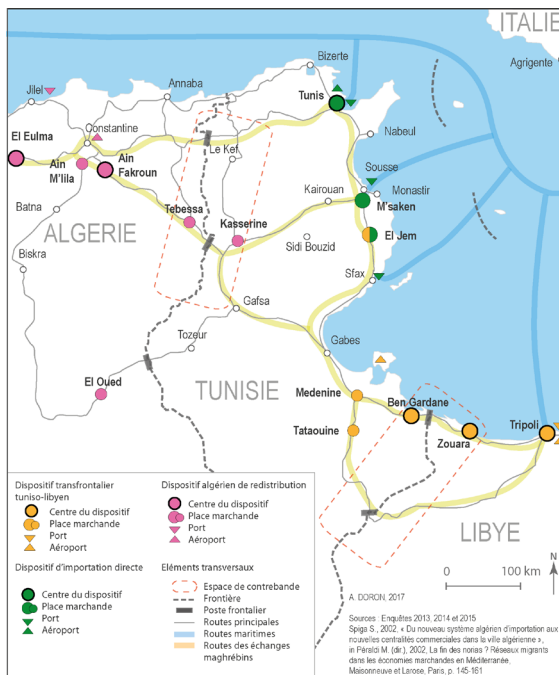 ITALIE
Agrigente
Bizerte
Annaba
Jilel
Tunis
Constantine
Nabeul
El Eulma
Le Kef
Ain
M'lila
Ain
Fakroun
Sousse
Kairouan
Monastir
M'saken
Batna
Tebessa
Kasserine
ALGERIE
El Jem
Sidi Bouzid
Biskra
Sfax
Gafsa
Tozeur
Gabes
El Oued
TUNISIE
Medenine
Ben Gardane
Tataouine
Zouara
Tripoli
LIBYE
N
0 100 km
Dispositif transfrontalier
tuniso-libyen
Centre du dispositif
Place marchande
Port
Aéroport
Dispositif d'importation directe
Centre du dispositif
Place marchande
Port
Aéroport
Dispositif algérien de redistribution
Centre du dispositif
Place marchande
Port
Aéroport
Eléments transversaux
Espace de contrebande
Frontière
Poste frontalier
Routes principales
Routes maritimes
Routes des échanges
maghrébins
A. DORON, 2017
Sources : Enquêtes 2013, 2014 et 2015
Spiga S., 2002, « Du nouveau système algérien d'importation aux
nouvelles centralités commerciales dans la ville algérienne »,
in Péraldi M. (dir.), 2002, La fin des norias ? Réseaux migrants
dans les économies marchandes en Méditerranée,
Maisonneuve et Larose, Paris, p. 145-161